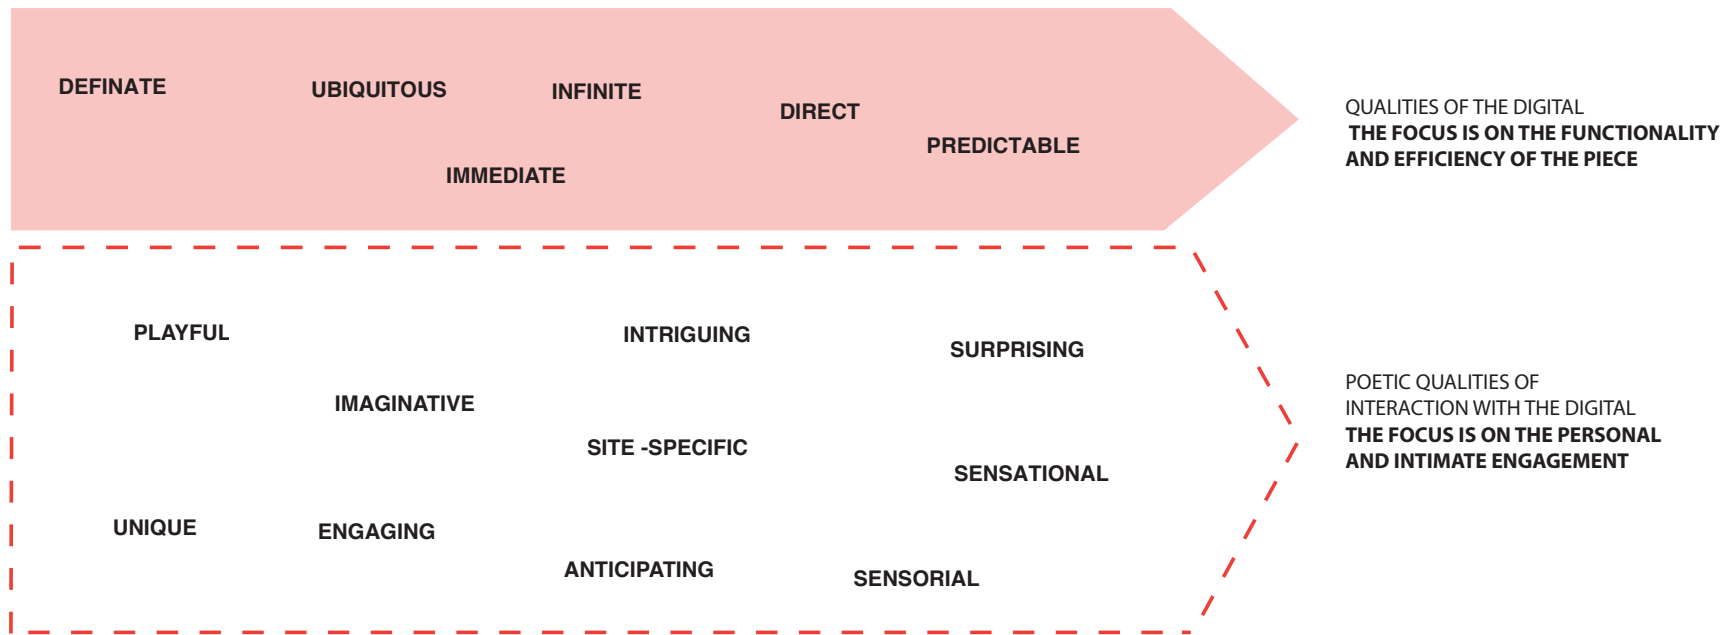 DEFINATE
UBIQUITOUS
INFINITE
DIRECT
PREDICTABLE
IMMEDIATE
QUALITIES OF THE DIGITAL
THE FOCUS IS ON THE FUNCTIONALITY
AND EFFICIENCY OF THE PIECE
PLAYFUL
INTRIGUING
SURPRISING
IMAGINATIVE
SITE -SPECIFIC
SENSATIONAL
UNIQUE
ENGAGING
ANTICIPATING
SENSORIAL
POETIC QUALITIES OF
INTERACTION WITH THE DIGITAL
THE FOCUS IS ON THE PERSONAL
AND INTIMATE ENGAGEMENT